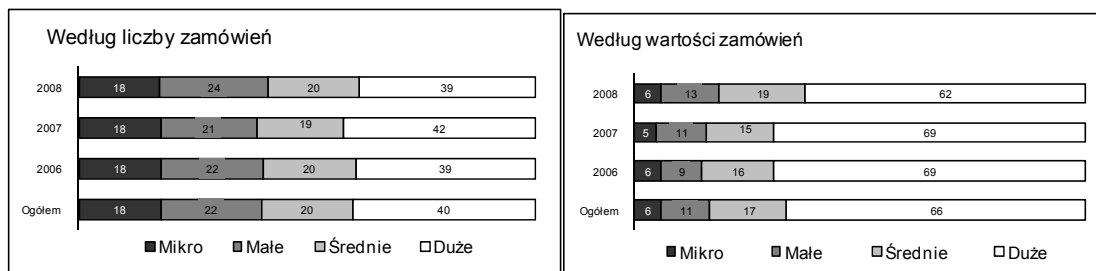 Według liczby zamówień
2008 18 24 20 39
2007 18 21 19 42
2006 18 22 20 39
Ogółem 18 22 20 40
Mikro Małe Średnie Duże
Według wartości zamówień
2008 6 13 19 62
2007 5 11 15 69
2006 6 9 16 69
Ogółem 6 11 17 66
Mikro Małe Średnie Duże